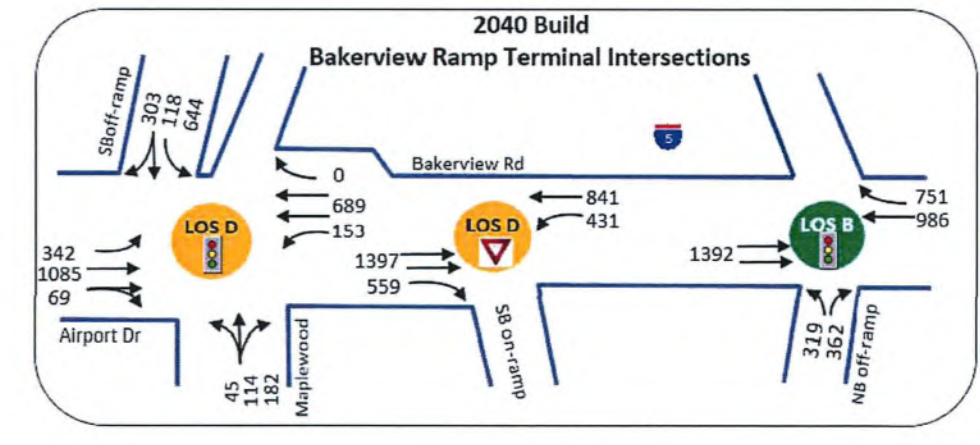 2040 Build
Bakerview Ramp Terminal Intersections
SBoff-ramp
303
118
644
5
Bakerview Rd
0
689
153
LOS D
342
1085
69
Airport Dr
45
114
182
Maplewood
841
431
LOS D
1397
559
SB on-ramp
751
986
LOS B
1392
319
362
NB off-ramp